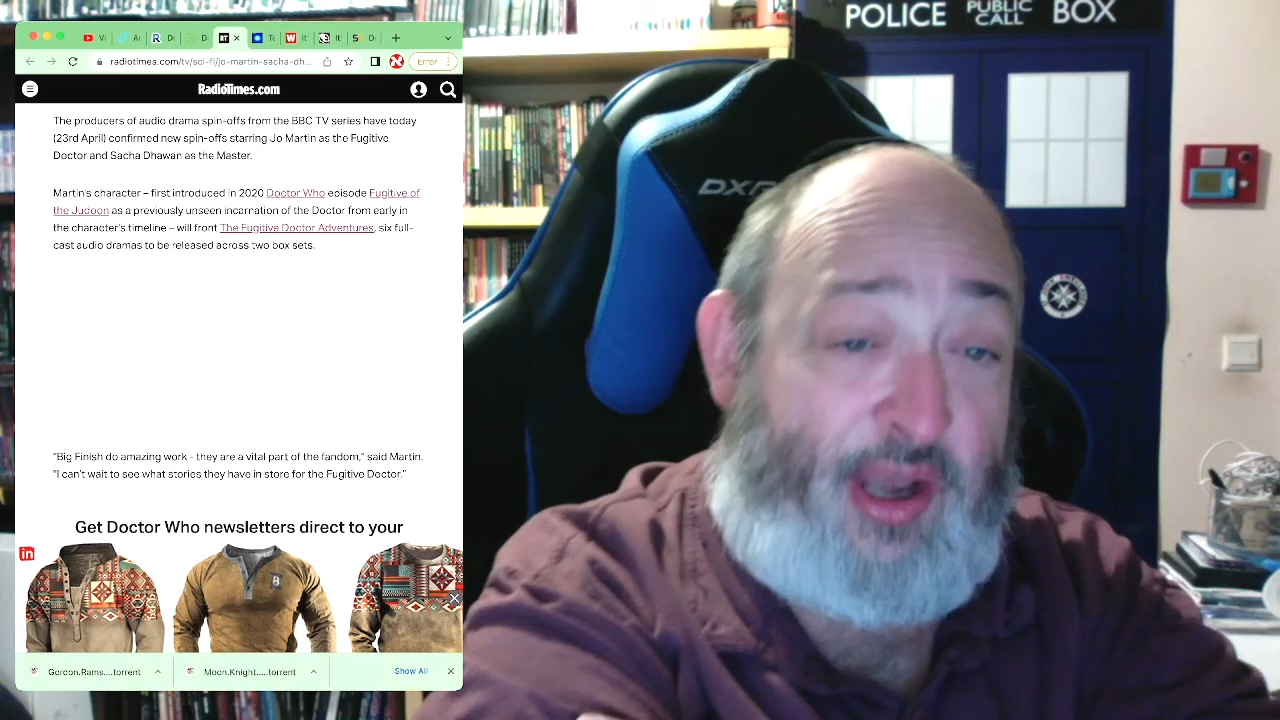 Error
radiotimes.com/tv/sci-fi/jo-martin-sacha-dh...
RadioTimes.com
The producers of audio drama spin-offs from the BBC TV series have today
(23rd April) confirmed new spin-offs starring Jo Martin as the Fugitive
Doctor and Sacha Dhawan as the Master.
Martin's character – first introduced in 2020 Doctor Who episode Fugitive of
the Judoon as a previously unseen incarnation of the Doctor from early in
the character's timeline – will front The Fugitive Doctor Adventures, six full-
cast audio dramas to be released across two box sets.
"Big Finish do amazing work - they are a vital part of the fandom," said Martin.
"I can't wait to see what stories they have in store for the Fugitive Doctor."
Get Doctor Who newsletters direct to your
in
Gordon.Rams....torrent
Moon.Knight.....torrent
Show All
POLICE PUBLIC CALL BOX